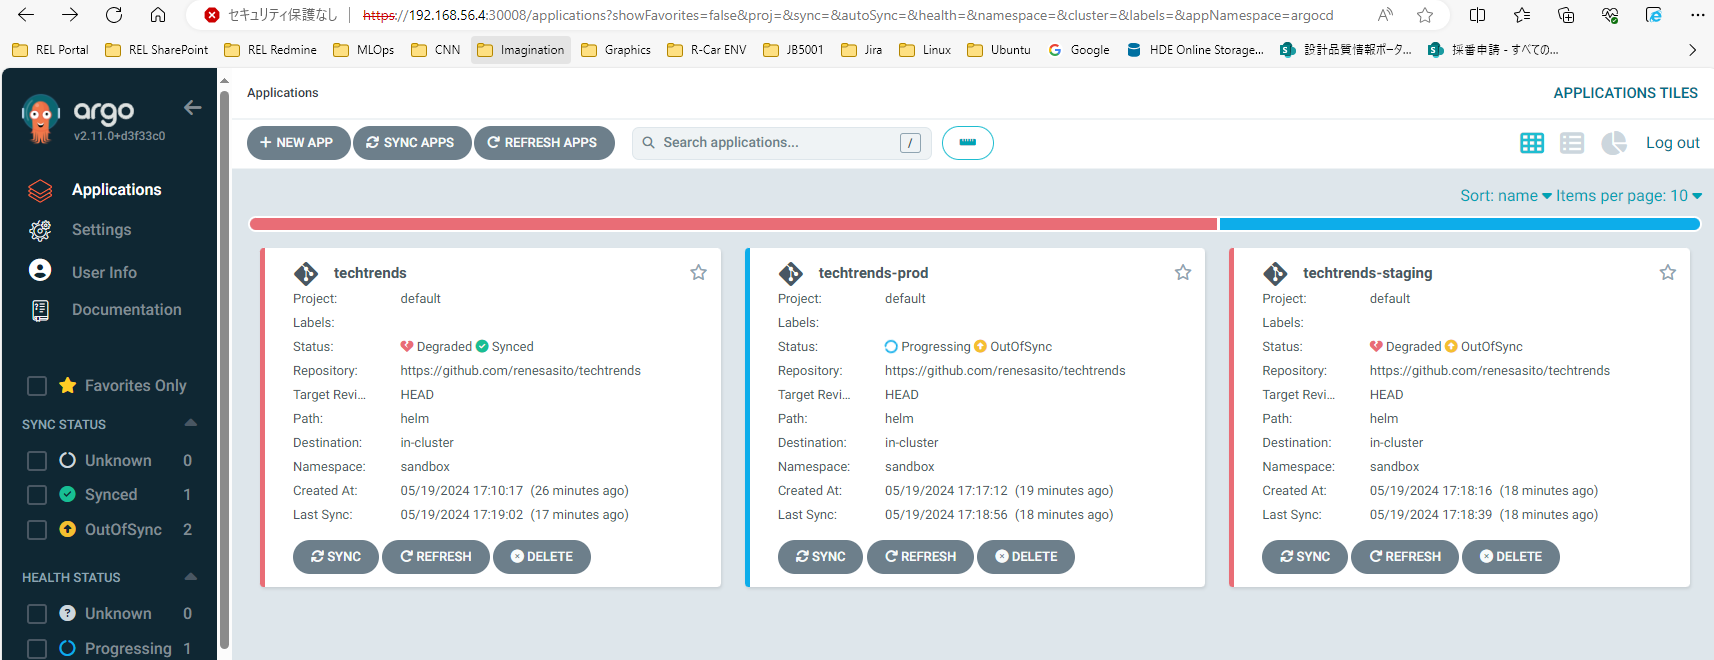 セキュリティ保護なし
https://192.168.56.4:30008/applications?showFavorites=false&proj=&sync=&autoSync=&health=&namespace=&cluster=&labels=&appNamespace=argocd
REL Portal REL SharePoint REL Redmine MLOps CNN Imagination Graphics R-Car ENV JB5001 Jira Linux Ubuntu Google HDE Online Storage... 設計品質情報ポータ... 採番申請 - すべての...
argo
v2.11.0+d3f33c0
Applications
Settings
User Info
Documentation
Favorites Only
SYNC STATUS
Unknown 0
Synced 1
OutOfSync 2
HEALTH STATUS
Unknown 0
Progressing 1
Applications
APPLICATIONS TILES
NEW APP SYNC APPS REFRESH APPS Search applications... / Log out
Sort: name Items per page: 10
techtrends
Project: default
Labels:
Status: Degraded Synced
Repository: https://github.com/renesasito/techtrends
Target Revi... HEAD
Path: helm
Destination: in-cluster
Namespace: sandbox
Created At: 05/19/2024 17:10:17 (26 minutes ago)
Last Sync: 05/19/2024 17:19:02 (17 minutes ago)
SYNC REFRESH DELETE
techtrends-prod
Project: default
Labels:
Status: Progressing OutOfSync
Repository: https://github.com/renesasito/techtrends
Target Revi... HEAD
Path: helm
Destination: in-cluster
Namespace: sandbox
Created At: 05/19/2024 17:17:12 (19 minutes ago)
Last Sync: 05/19/2024 17:18:56 (18 minutes ago)
SYNC REFRESH DELETE
techtrends-staging
Project: default
Labels:
Status: Degraded OutOfSync
Repository: https://github.com/renesasito/techtrends
Target Revi... HEAD
Path: helm
Destination: in-cluster
Namespace: sandbox
Created At: 05/19/2024 17:18:16 (18 minutes ago)
Last Sync: 05/19/2024 17:18:39 (18 minutes ago)
SYNC REFRESH DELETE